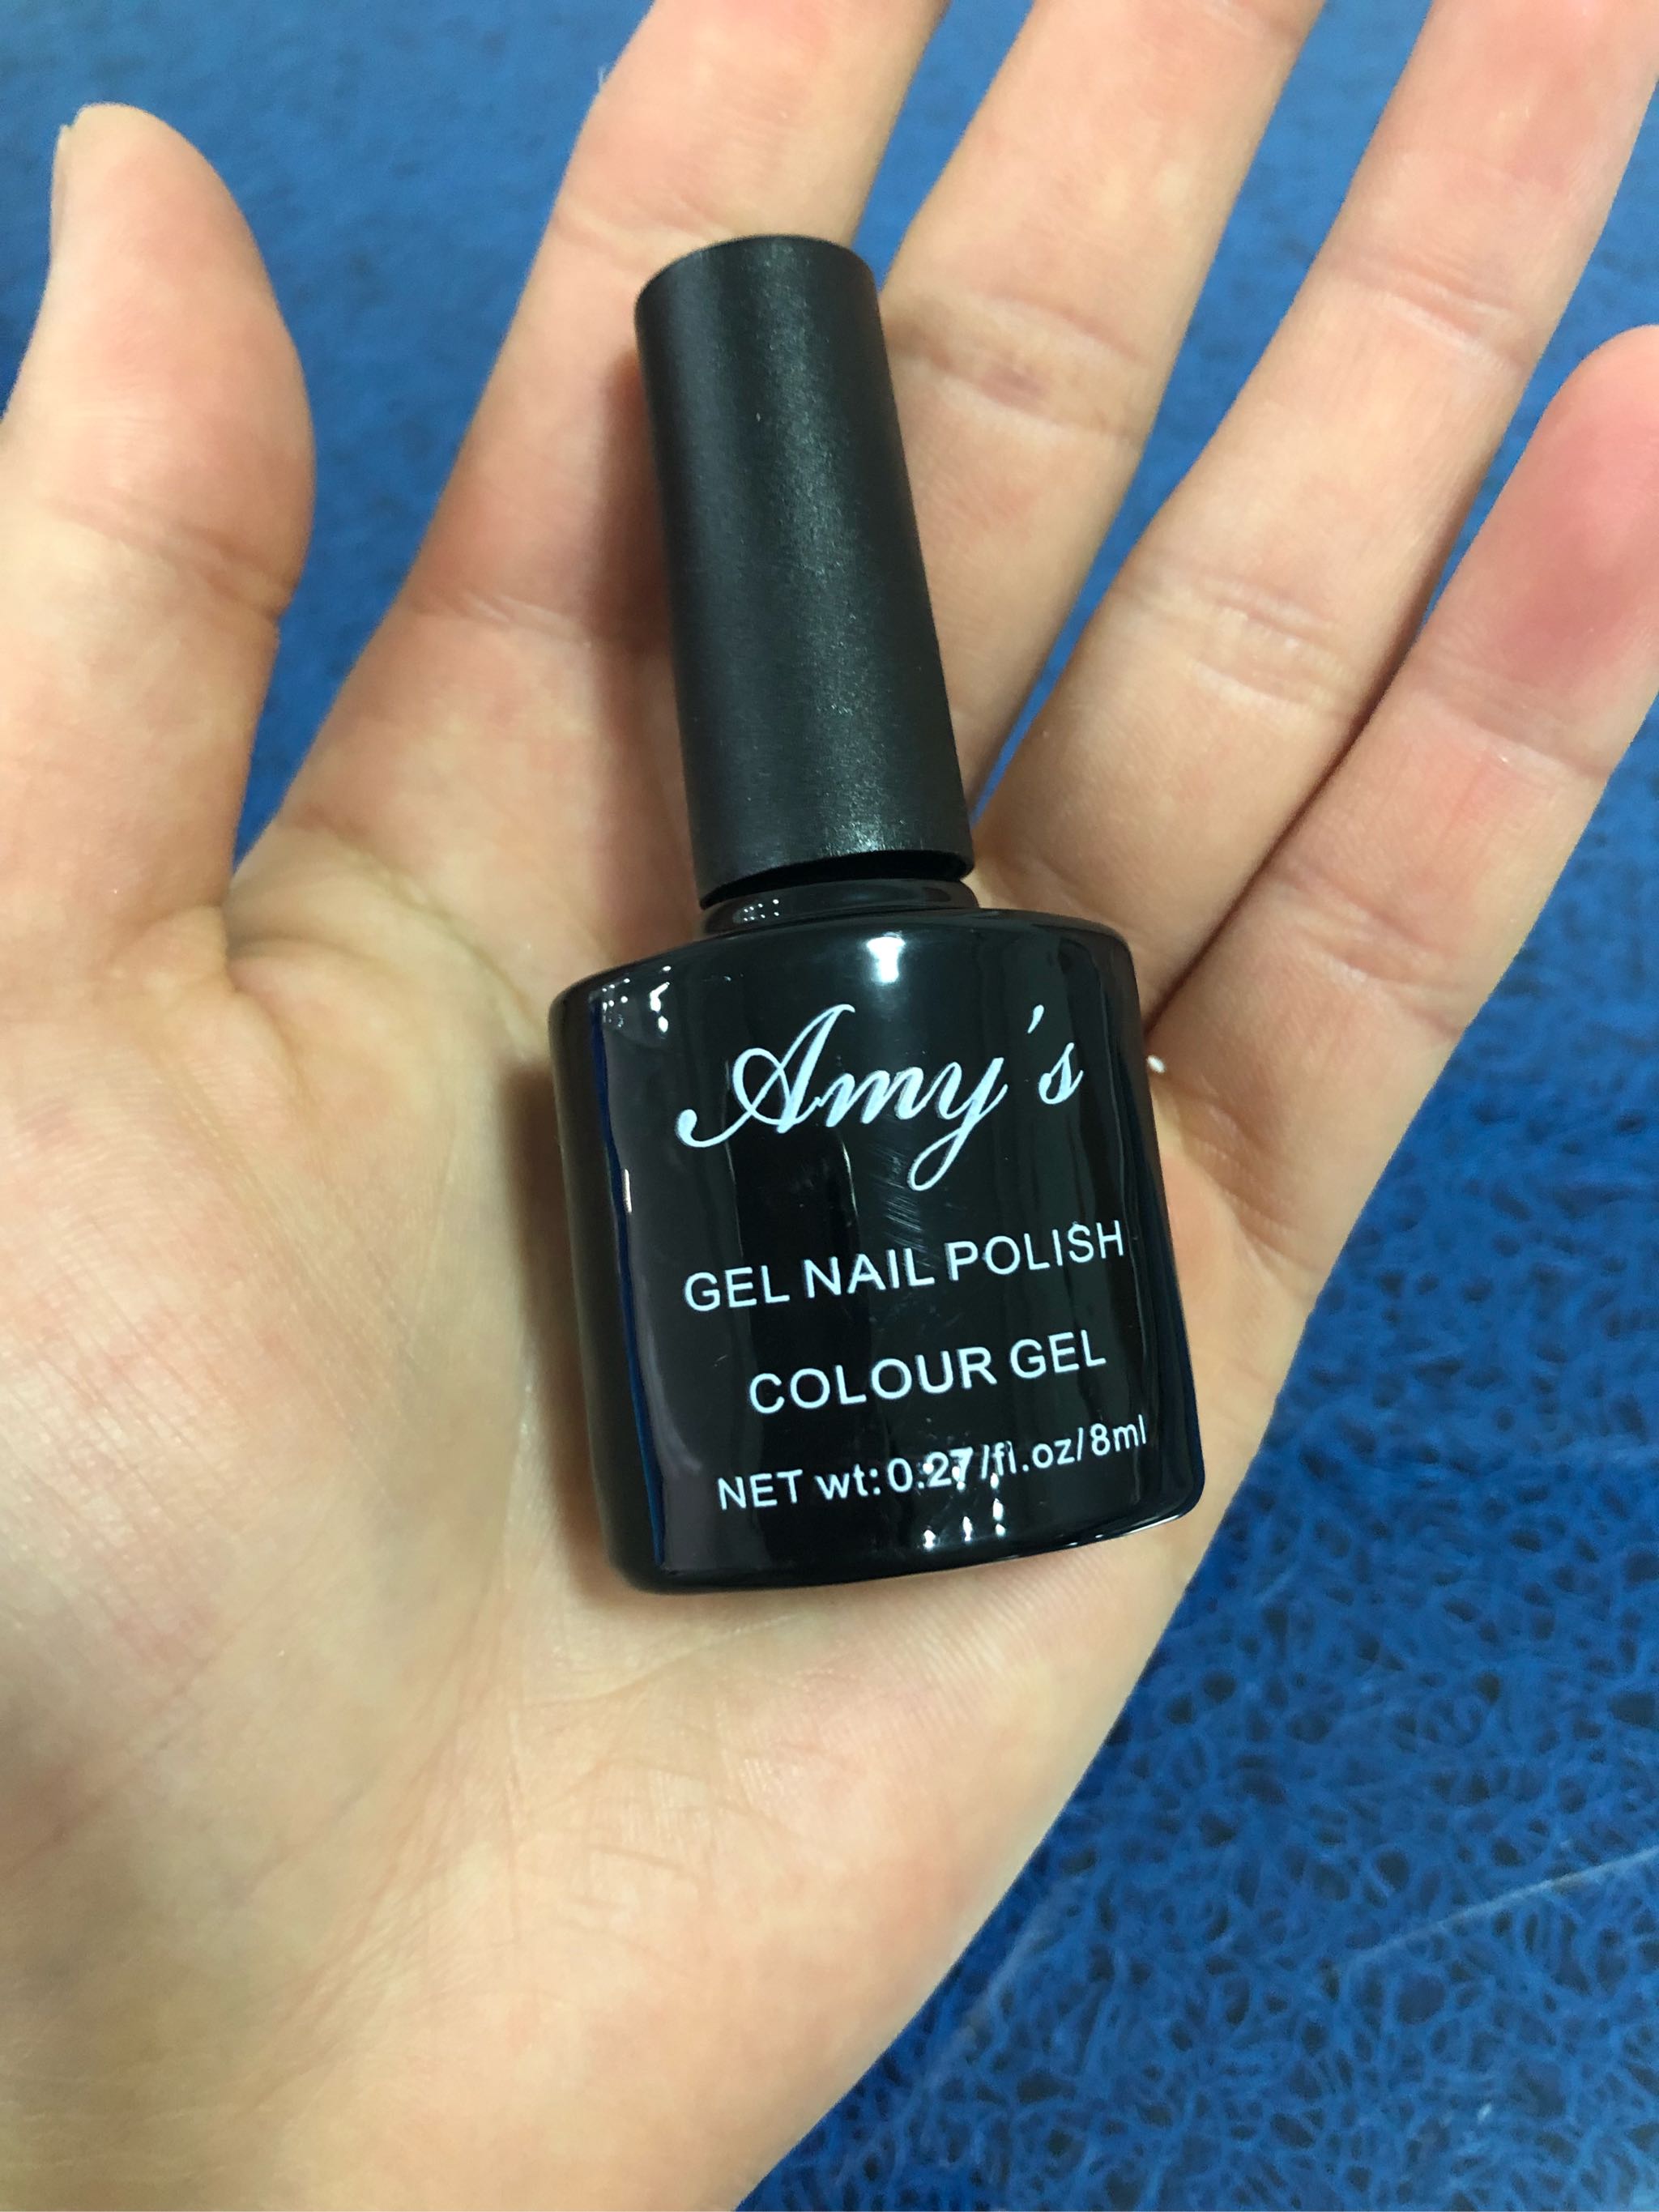 Amy's
GEL NAIL POLISH
COLOUR GEL
NET wt: 0.27/fl.oz/8ml